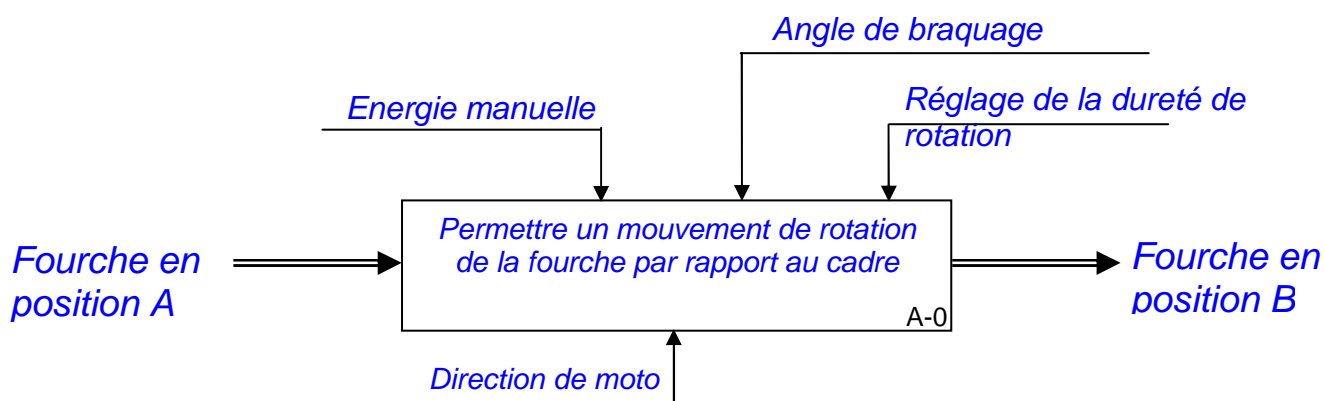 Angle de braquage
Energie manuelle
Réglage de la dureté de
rotation
Permettre un mouvement de rotation
de la fourche par rapport au cadre
Fourche en
position A
Fourche en
position B
A-0
Direction de moto